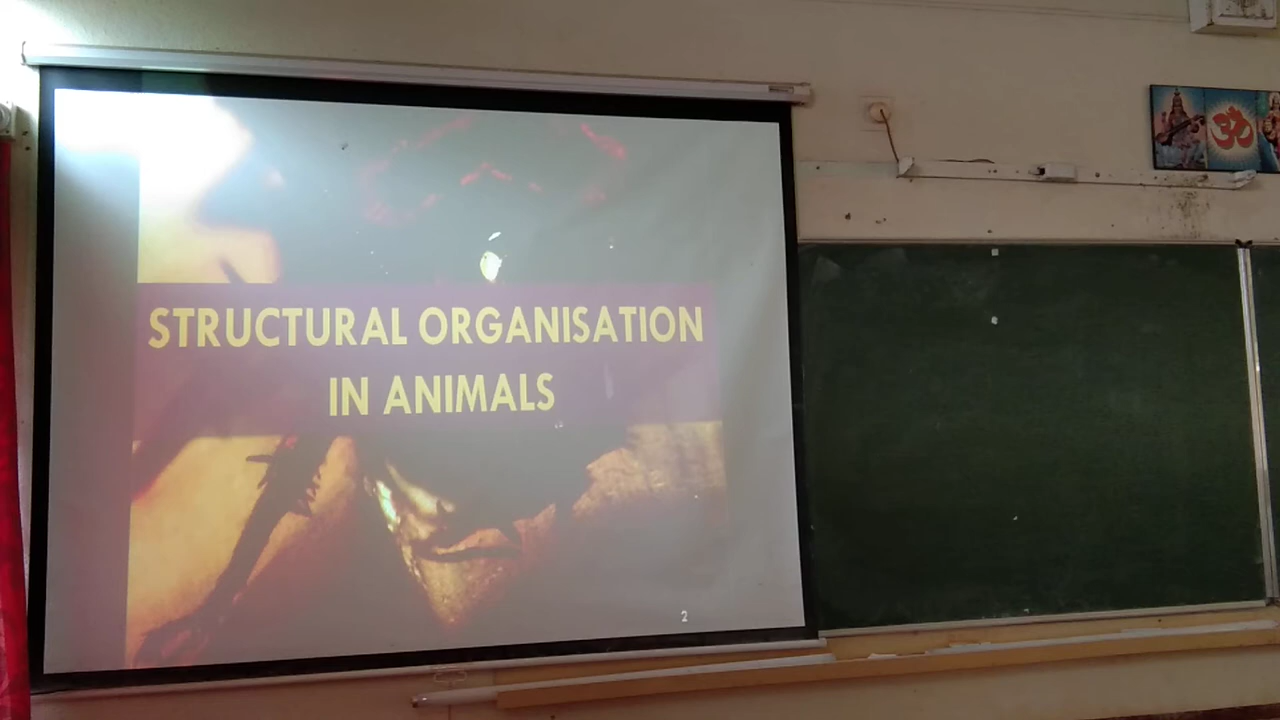 STRUCTURAL ORGANISATION
IN ANIMALS
2
ॐ